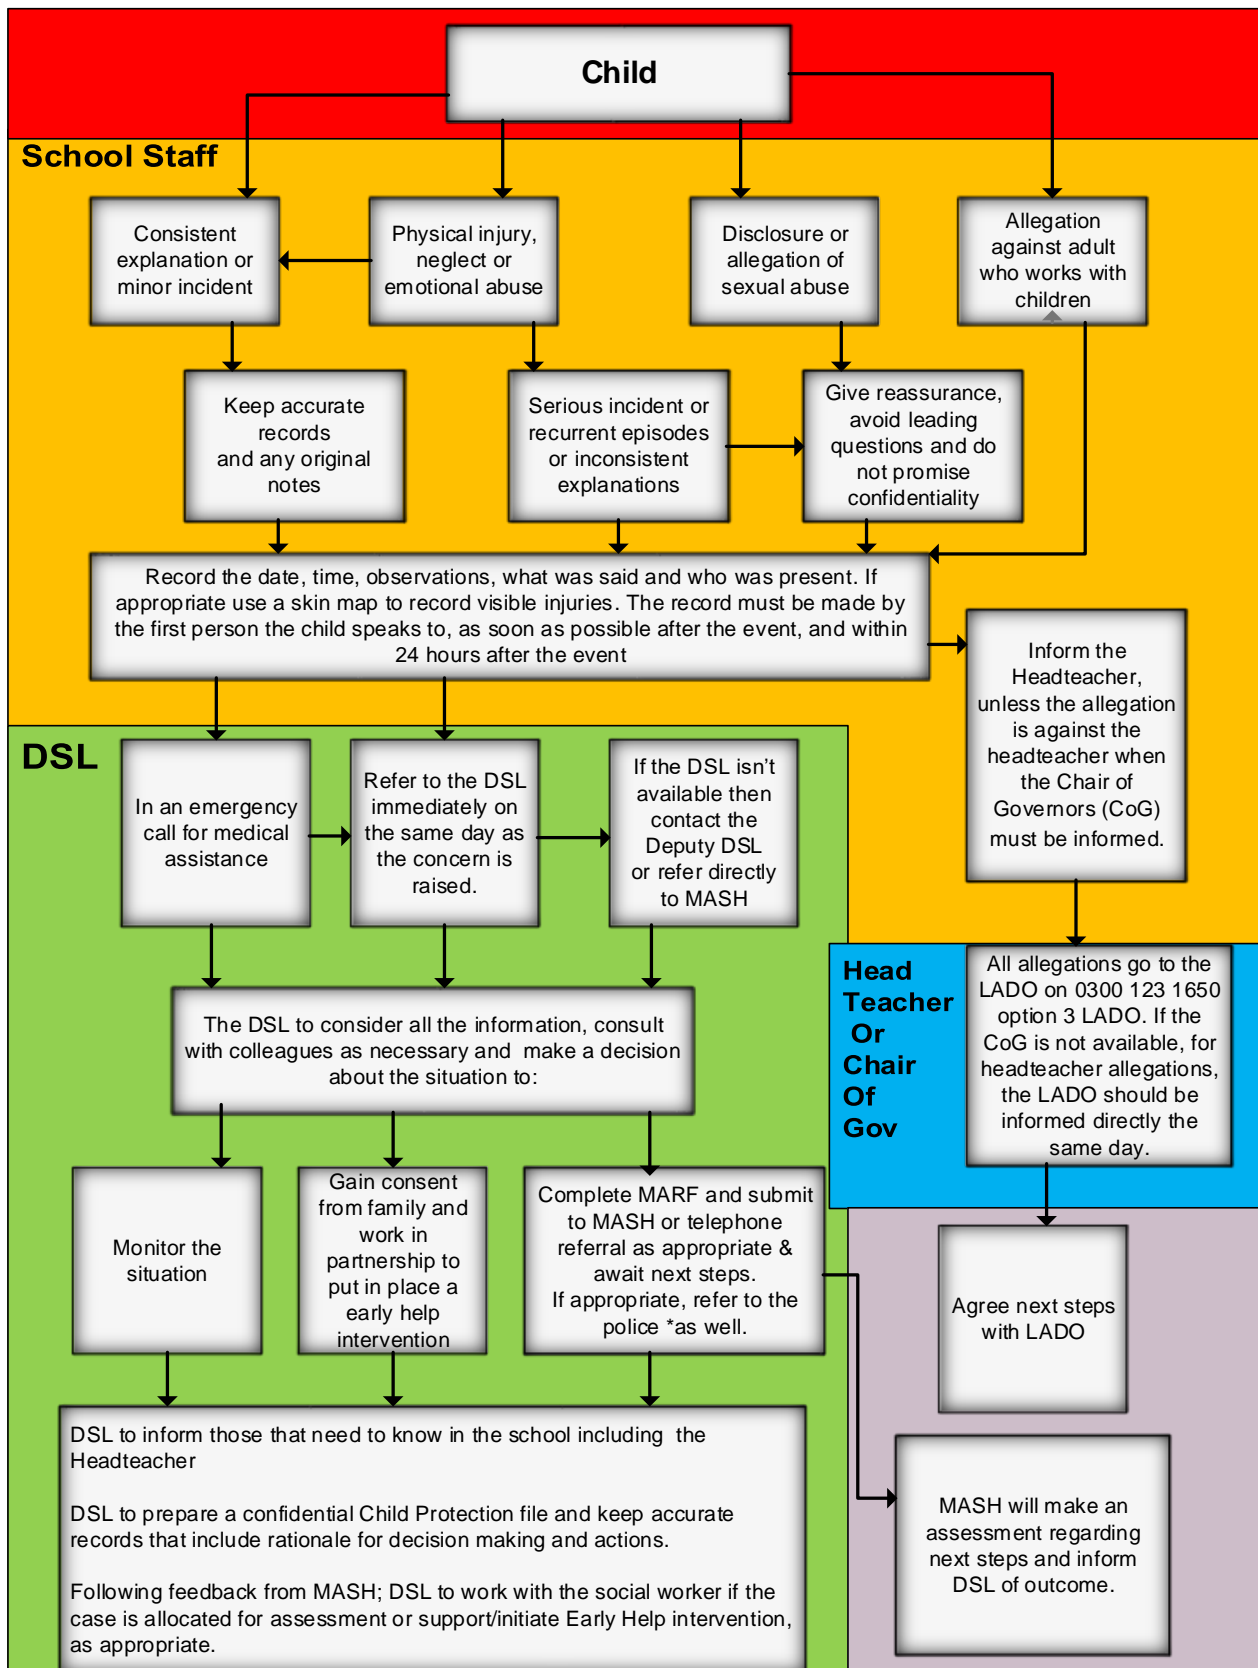 Child
School Staff
Consistent
explanation or
minor incident
Physical injury,
neglect or
emotional abuse
Disclosure or
allegation of
sexual abuse
Allegation
against adult
who works with
children
Keep accurate
records
and any original
notes
Serious incident or
recurrent episodes
or inconsistent
explanations
Give reassurance,
avoid leading
questions and do
not promise
confidentiality
Record the date, time, observations, what was said and who was present. If
appropriate use a skin map to record visible injuries. The record must be made by
the first person the child speaks to, as soon as possible after the event, and within
24 hours after the event
Inform the
Headteacher,
unless the allegation
is against the
headteacher when
the Chair of
Governors (CoG)
must be informed.
DSL
In an emergency
call for medical
assistance
Refer to the DSL
immediately on
the same day as
the concern is
raised.
If the DSL isn't
available then
contact the
Deputy DSL
or refer directly
to MASH
Head
Teacher
Or
Chair
Of
Gov
All allegations go to the
LADO on 0300 123 1650
option 3 LADO. If the
CoG is not available, for
headteacher allegations,
the LADO should be
informed directly the
same day.
The DSL to consider all the information, consult
with colleagues as necessary and make a decision
about the situation to:
Monitor the
situation
Gain consent
from family and
work in
partnership to
put in place a
early help
intervention
Complete MARF and submit
to MASH or telephone
referral as appropriate &
await next steps.
If appropriate, refer to the
police *as well.
Agree next steps
with LADO
DSL to inform those that need to know in the school including the
Headteacher
DSL to prepare a confidential Child Protection file and keep accurate
records that include rationale for decision making and actions.
Following feedback from MASH; DSL to work with the social worker if the
case is allocated for assessment or support/initiate Early Help intervention,
as appropriate.
MASH will make an
assessment regarding
next steps and inform
DSL of outcome.